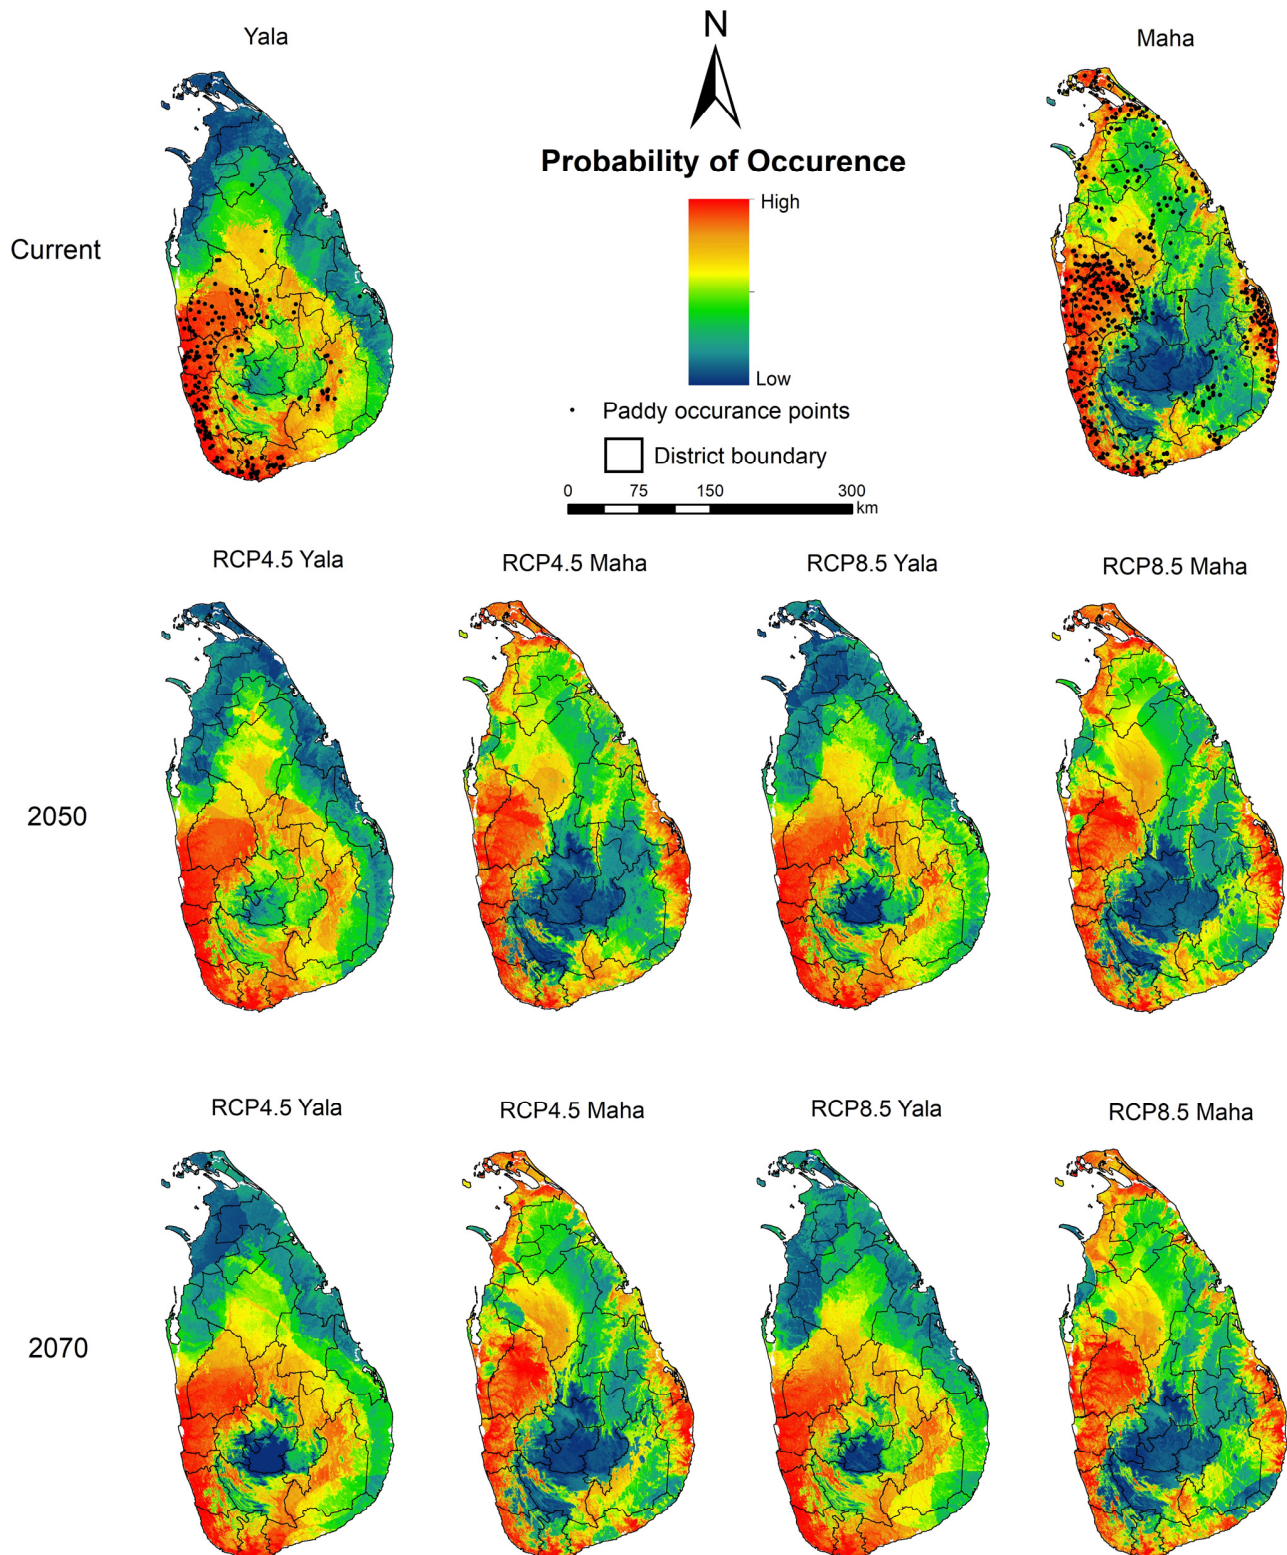 Yala
N
Maha
Probability of Occurence
High
Low
Paddy occurance points
District boundary
0 75 150 300
km
Current
RCP4.5 Yala
RCP4.5 Maha
RCP8.5 Yala
RCP8.5 Maha
2050
RCP4.5 Yala
RCP4.5 Maha
RCP8.5 Yala
RCP8.5 Maha
2070